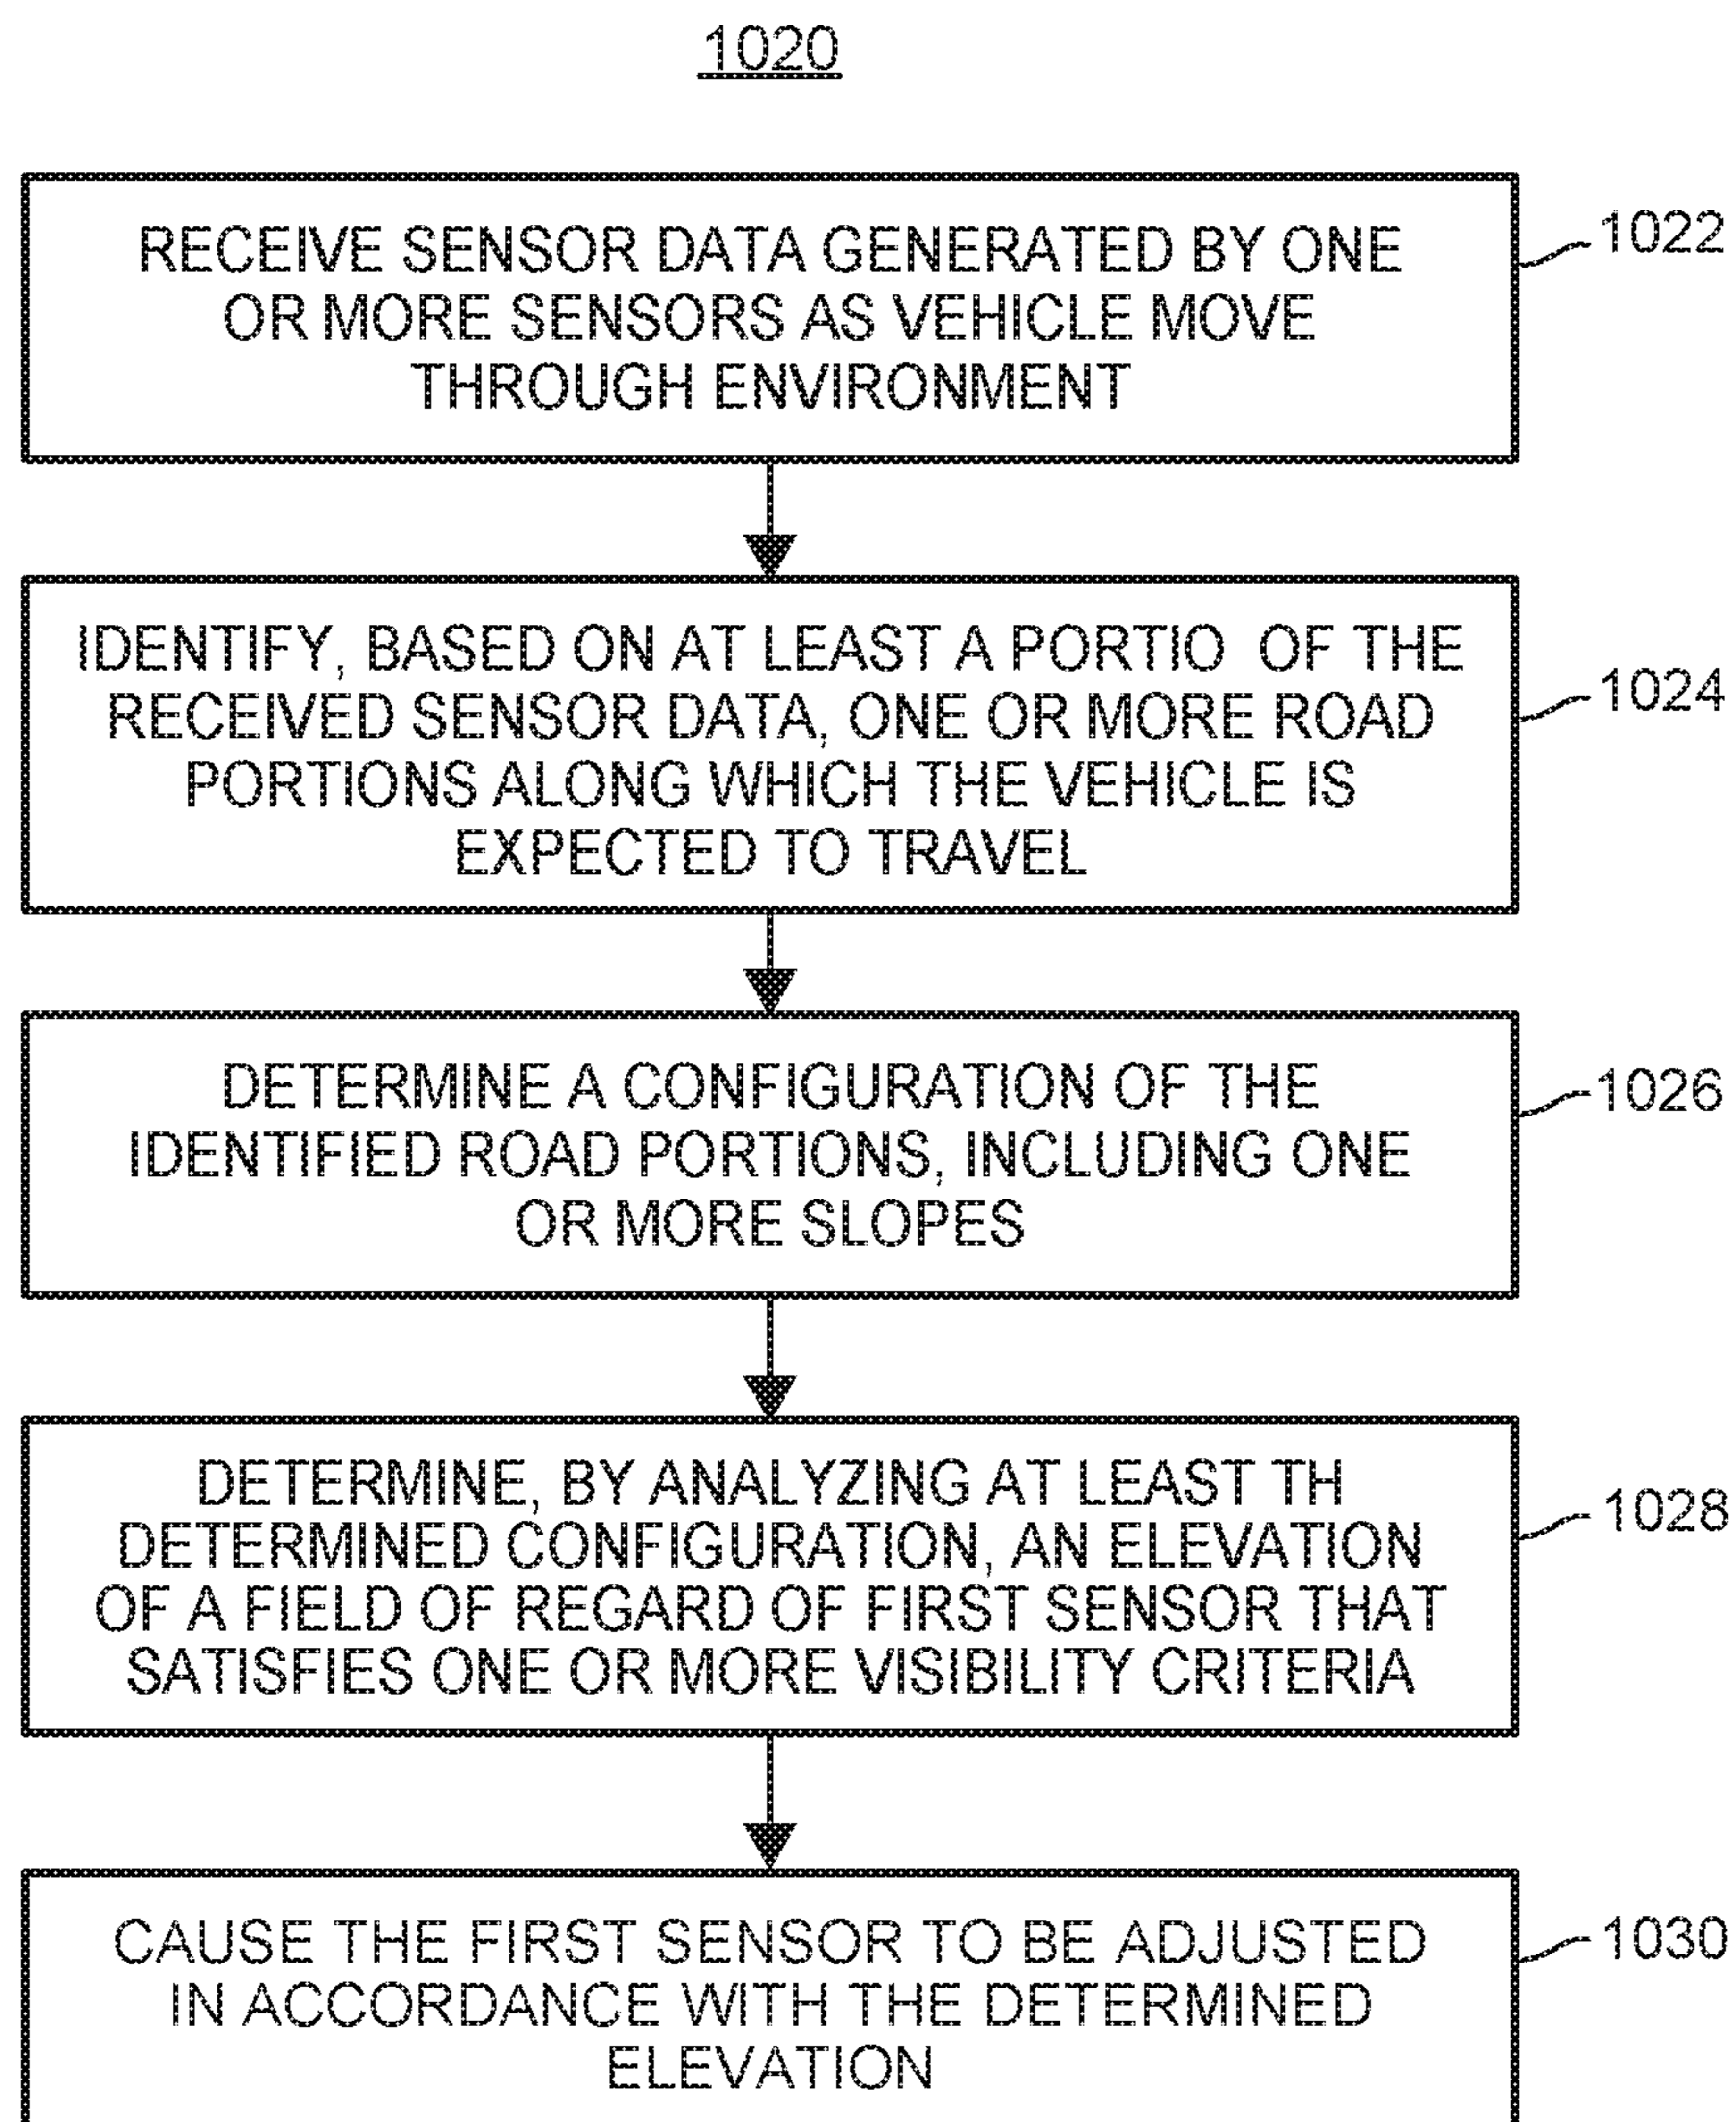 1020
RECEIVE SENSOR DATA GENERATED BY ONE
OR MORE SENSORS AS VEHICLE MOVE
THROUGH ENVIRONMENT
1022
IDENTIFY, BASED ON AT LEAST A PORTIO OF THE
RECEIVED SENSOR DATA, ONE OR MORE ROAD
PORTIONS ALONG WHICH THE VEHICLE IS
EXPECTED TO TRAVEL
1024
DETERMINE A CONFIGURATION OF THE
IDENTIFIED ROAD PORTIONS, INCLUDING ONE
OR MORE SLOPES
1026
DETERMINE, BY ANALYZING AT LEAST TH
DETERMINED CONFIGURATION, AN ELEVATION
OF A FIELD OF REGARD OF FIRST SENSOR THAT
SATISFIES ONE OR MORE VISIBILITY CRITERIA
1028
CAUSE THE FIRST SENSOR TO BE ADJUSTED
IN ACCORDANCE WITH THE DETERMINED
ELEVATION
1030